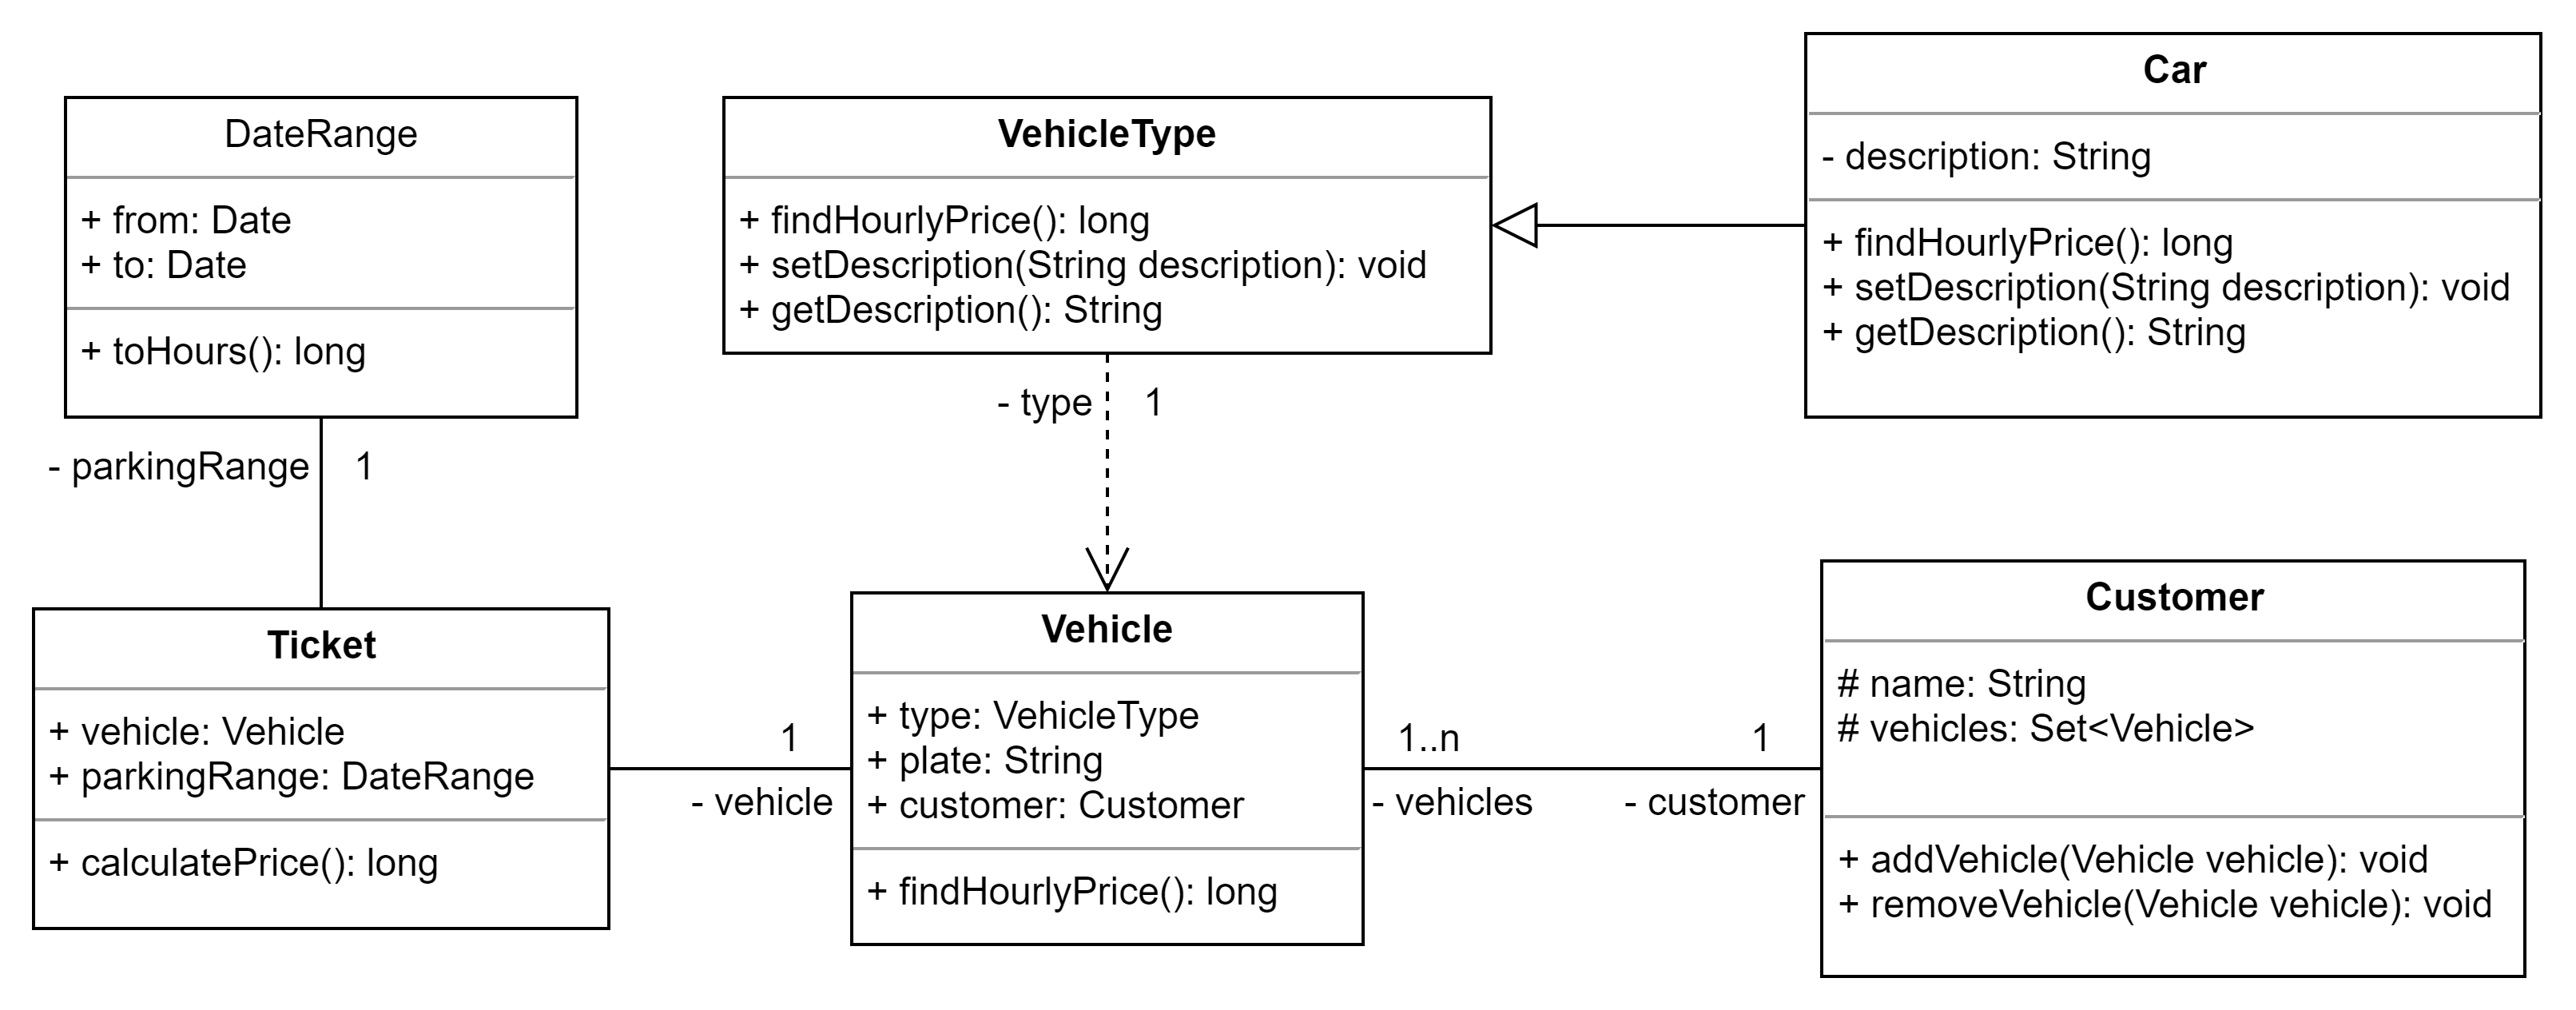 DateRange
+ from: Date
+ to: Date
+ toHours(): long
VehicleType
+ findHourlyPrice(): long
+ setDescription(String description): void
+ getDescription(): String
Car
- description: String
+ findHourlyPrice(): long
+ setDescription(String description): void
+ getDescription(): String
- parkingRange 1
- type 1
Ticket
+ vehicle: Vehicle
+ parkingRange: DateRange
+ calculatePrice(): long
1
- vehicle
Vehicle
+ type: VehicleType
+ plate: String
+ customer: Customer
+ findHourlyPrice(): long
1..n 1
- vehicles - customer
Customer
# name: String
# vehicles: Set<Vehicle>
+ addVehicle(Vehicle vehicle): void
+ removeVehicle(Vehicle vehicle): void